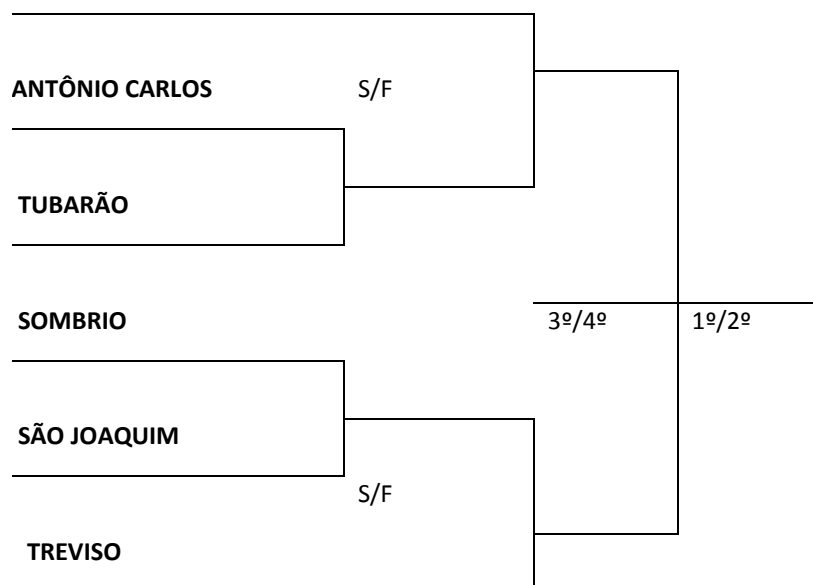 ANTÔNIO CARLOS S/F
TUBARÃO
SOMBRIO 3º/4º 1º/2º
SÃO JOAQUIM
S/F
TREVISO